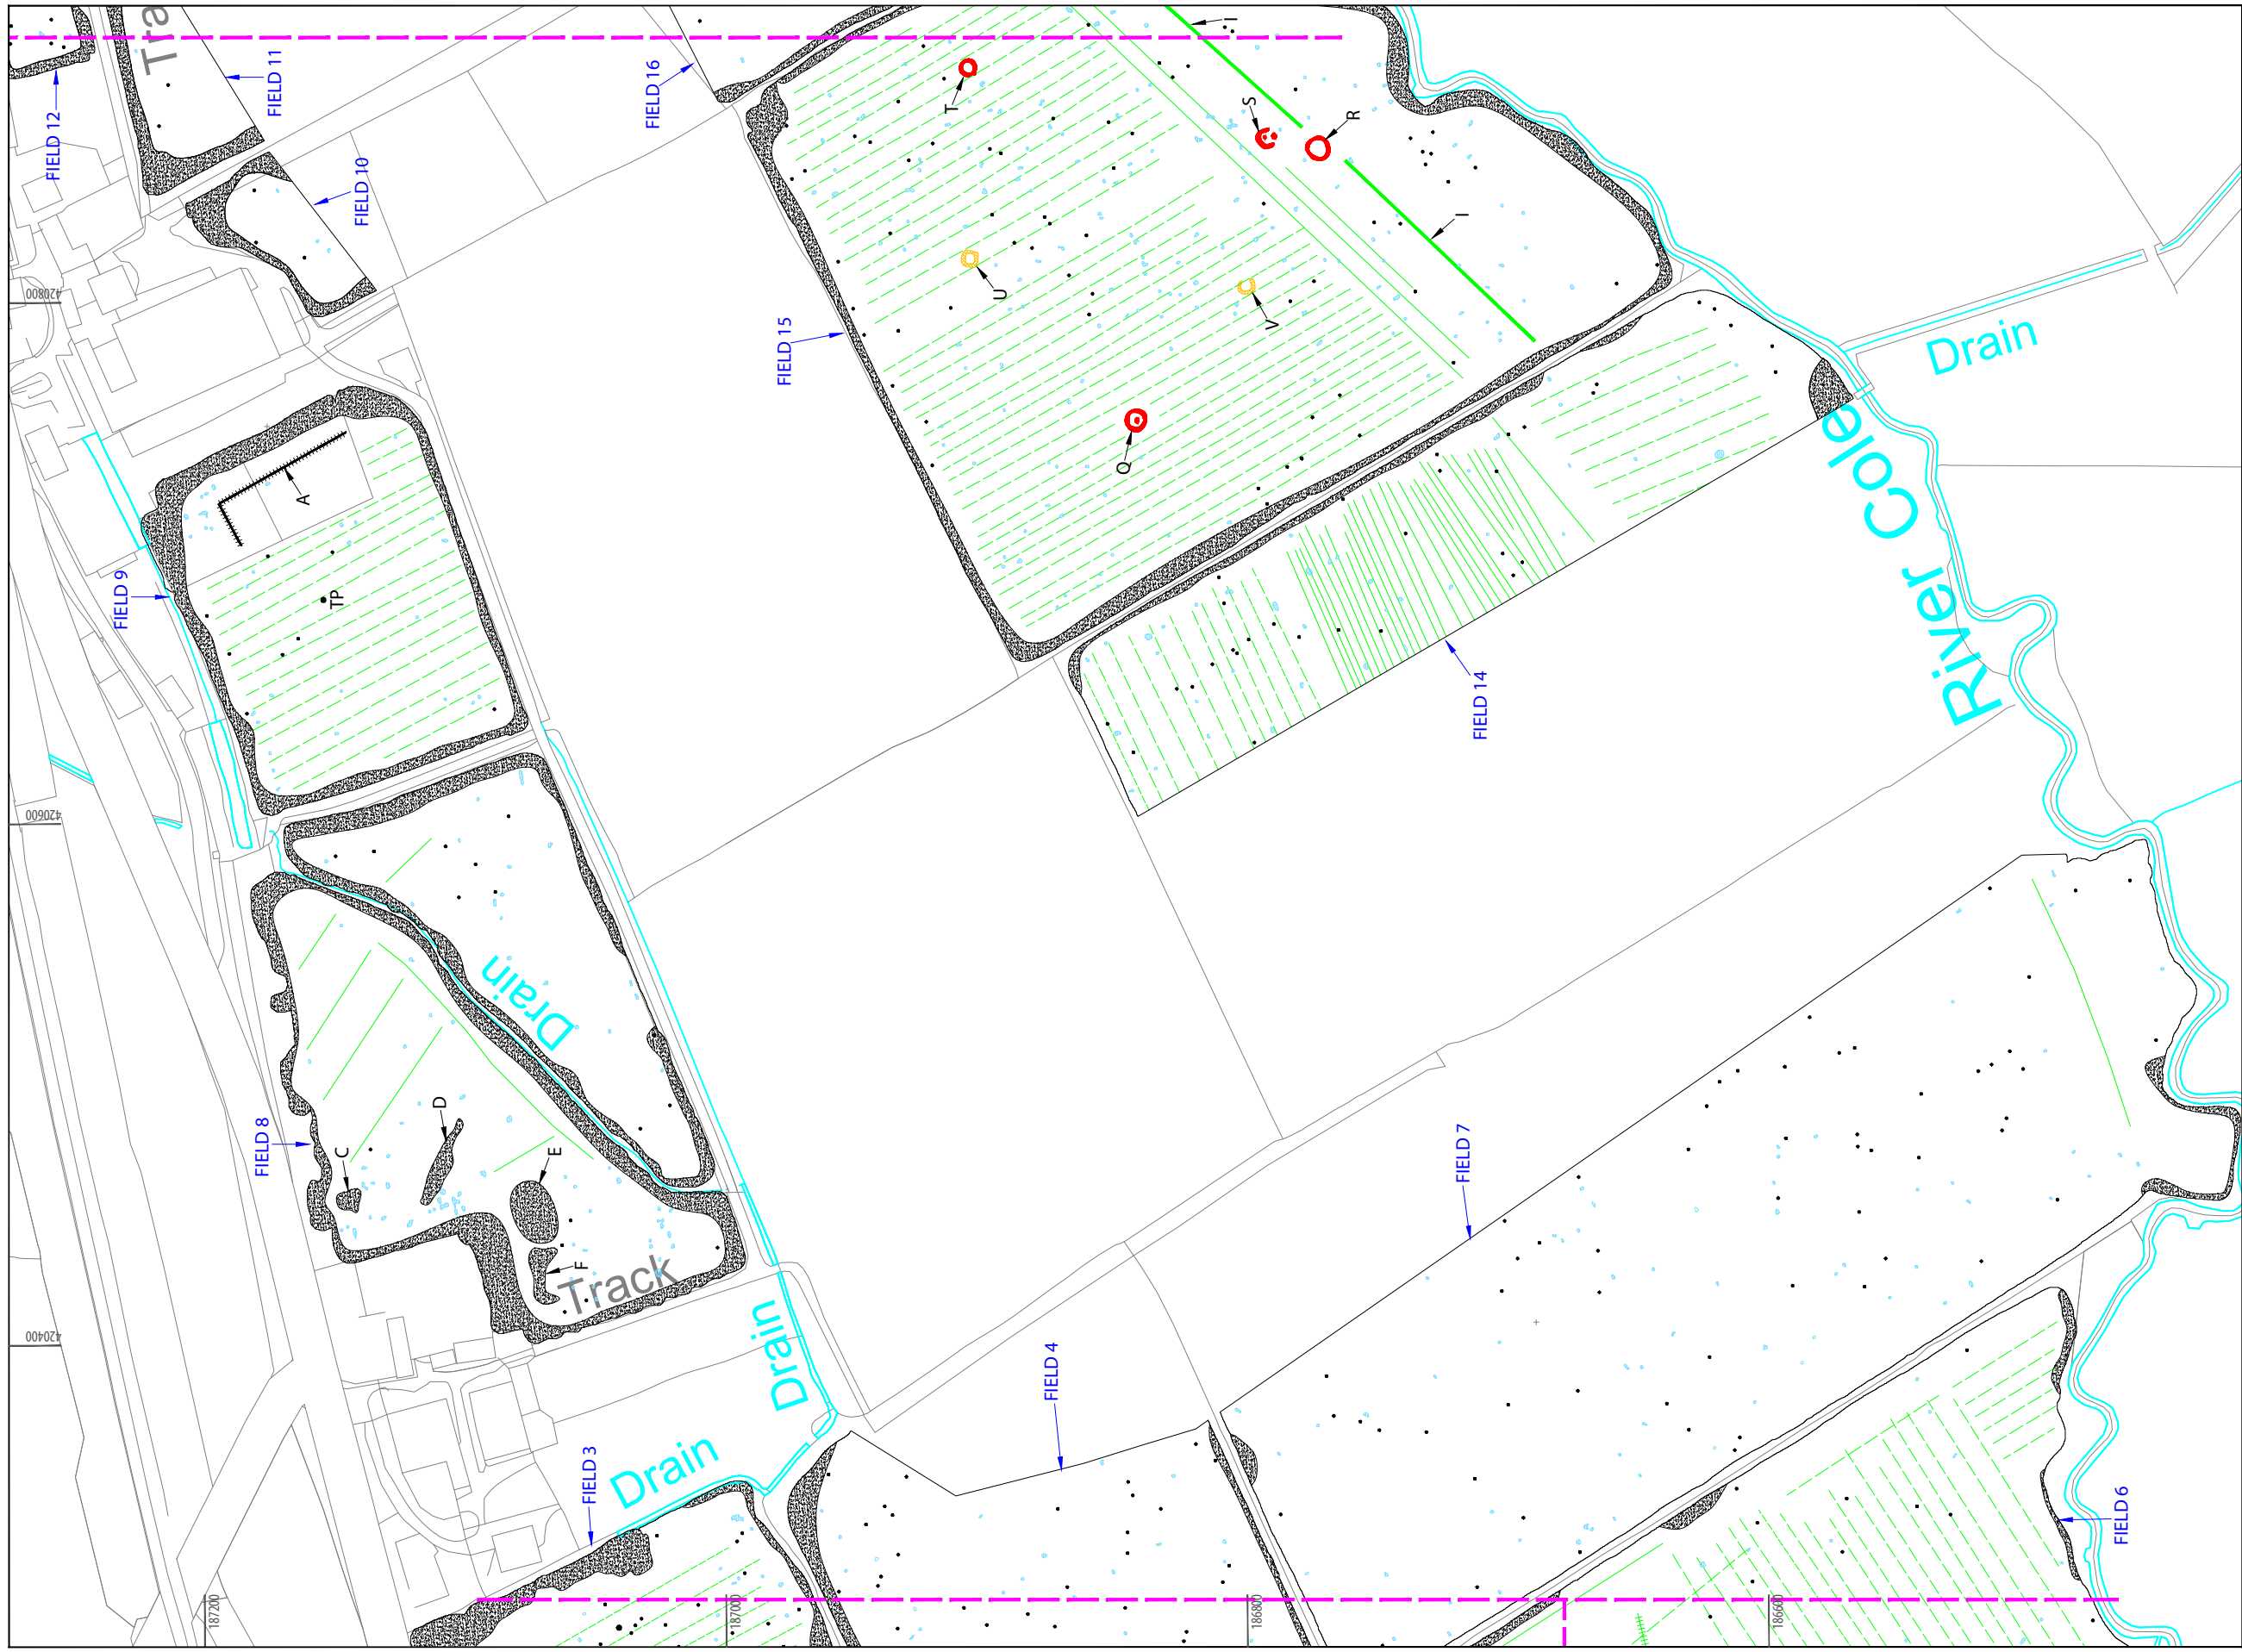 Tra
FIELD 12
FIELD 11
FIELD 10
FIELD 16
T
S
R
I
I
420800
U
V
FIELD 15
Drain
A
Q
River Cole
FIELD 9
TP
FIELD 14
420600
Drain
D
C
E
F
FIELD 8
FIELD 7
Track
420400
Drain
FIELD 4
FIELD 3
Drain
FIELD 6
187200
187000
186800
186600